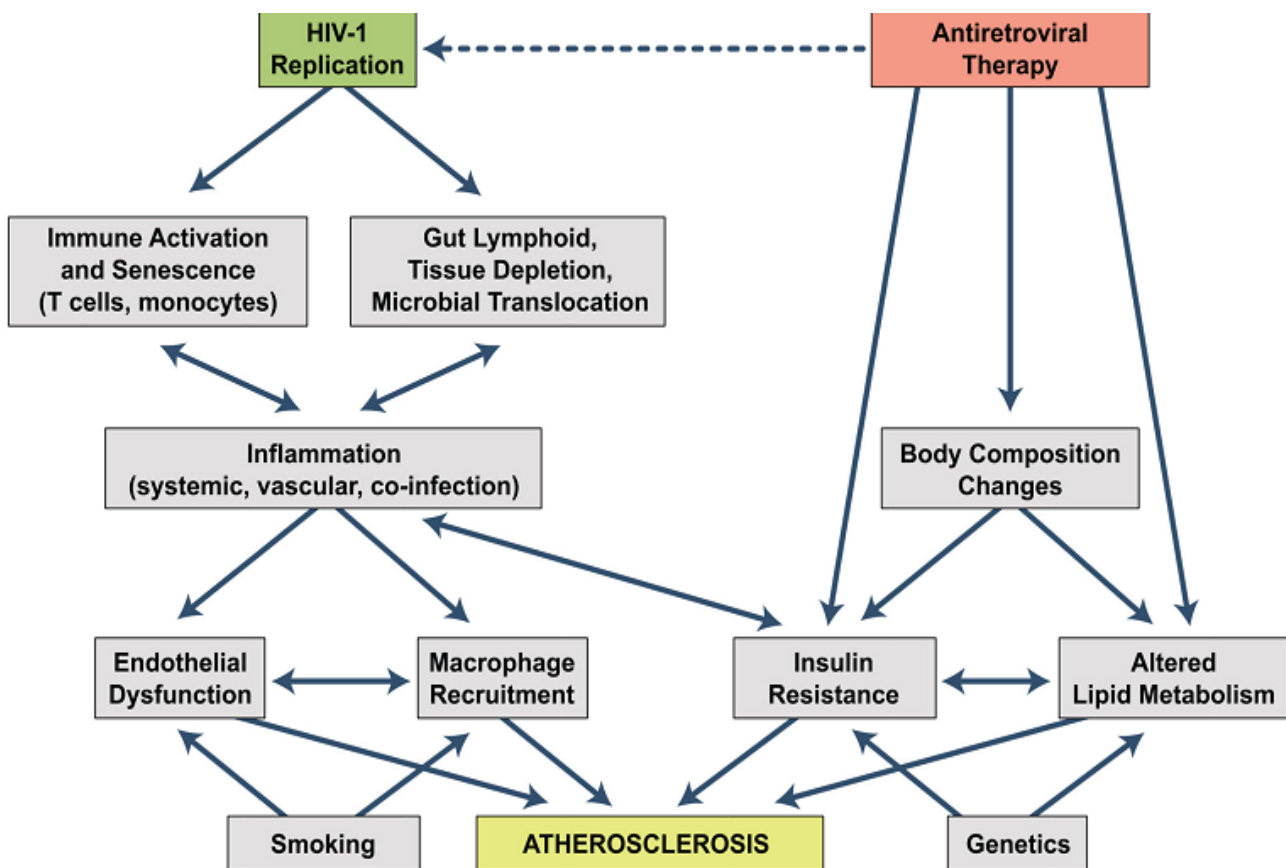 HIV-1
Replication
Antiretroviral
Therapy
Immune Activation
and Senescence
(T cells, monocytes)
Gut Lymphoid,
Tissue Depletion,
Microbial Translocation
Inflammation
(systemic, vascular, co-infection)
Body Composition
Changes
Endothelial
Dysfunction
Macrophage
Recruitment
Insulin
Resistance
Altered
Lipid Metabolism
Smoking
ATHEROSCLEROSIS
Genetics